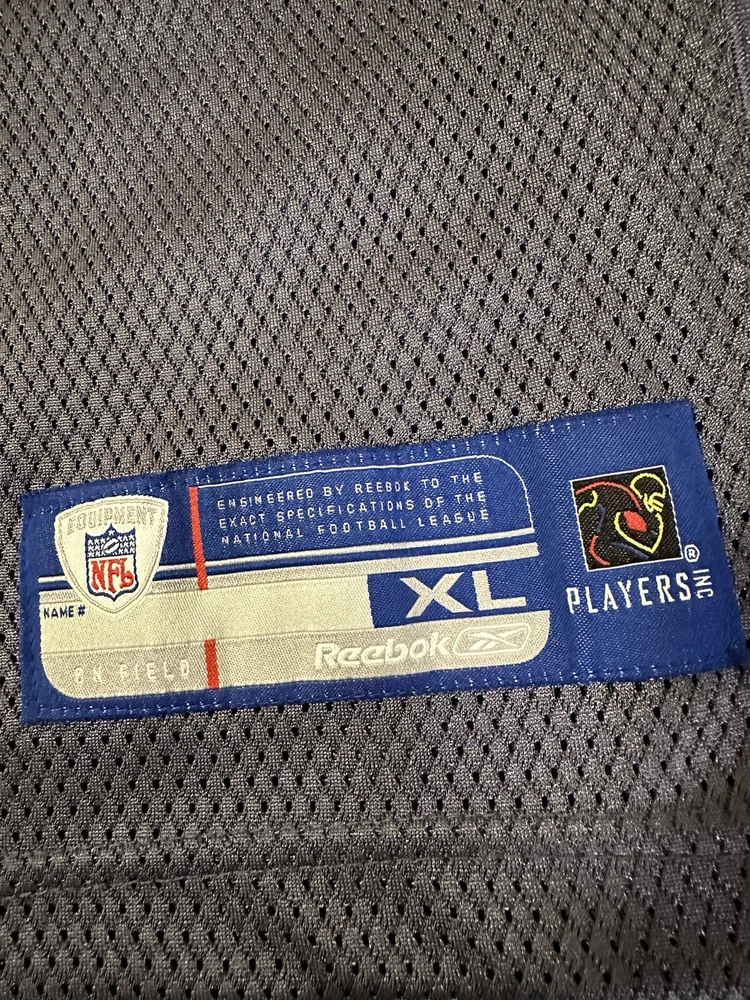 EQUIPMENT
NFL
ENGINEERED BY REEBOK TO THE
EXACT SPECIFICATIONS OF THE
NATIONAL FOOTBALL LEAGUE
NAME #
XL
ON FIELD
Reebok
PLAYERS INC
®